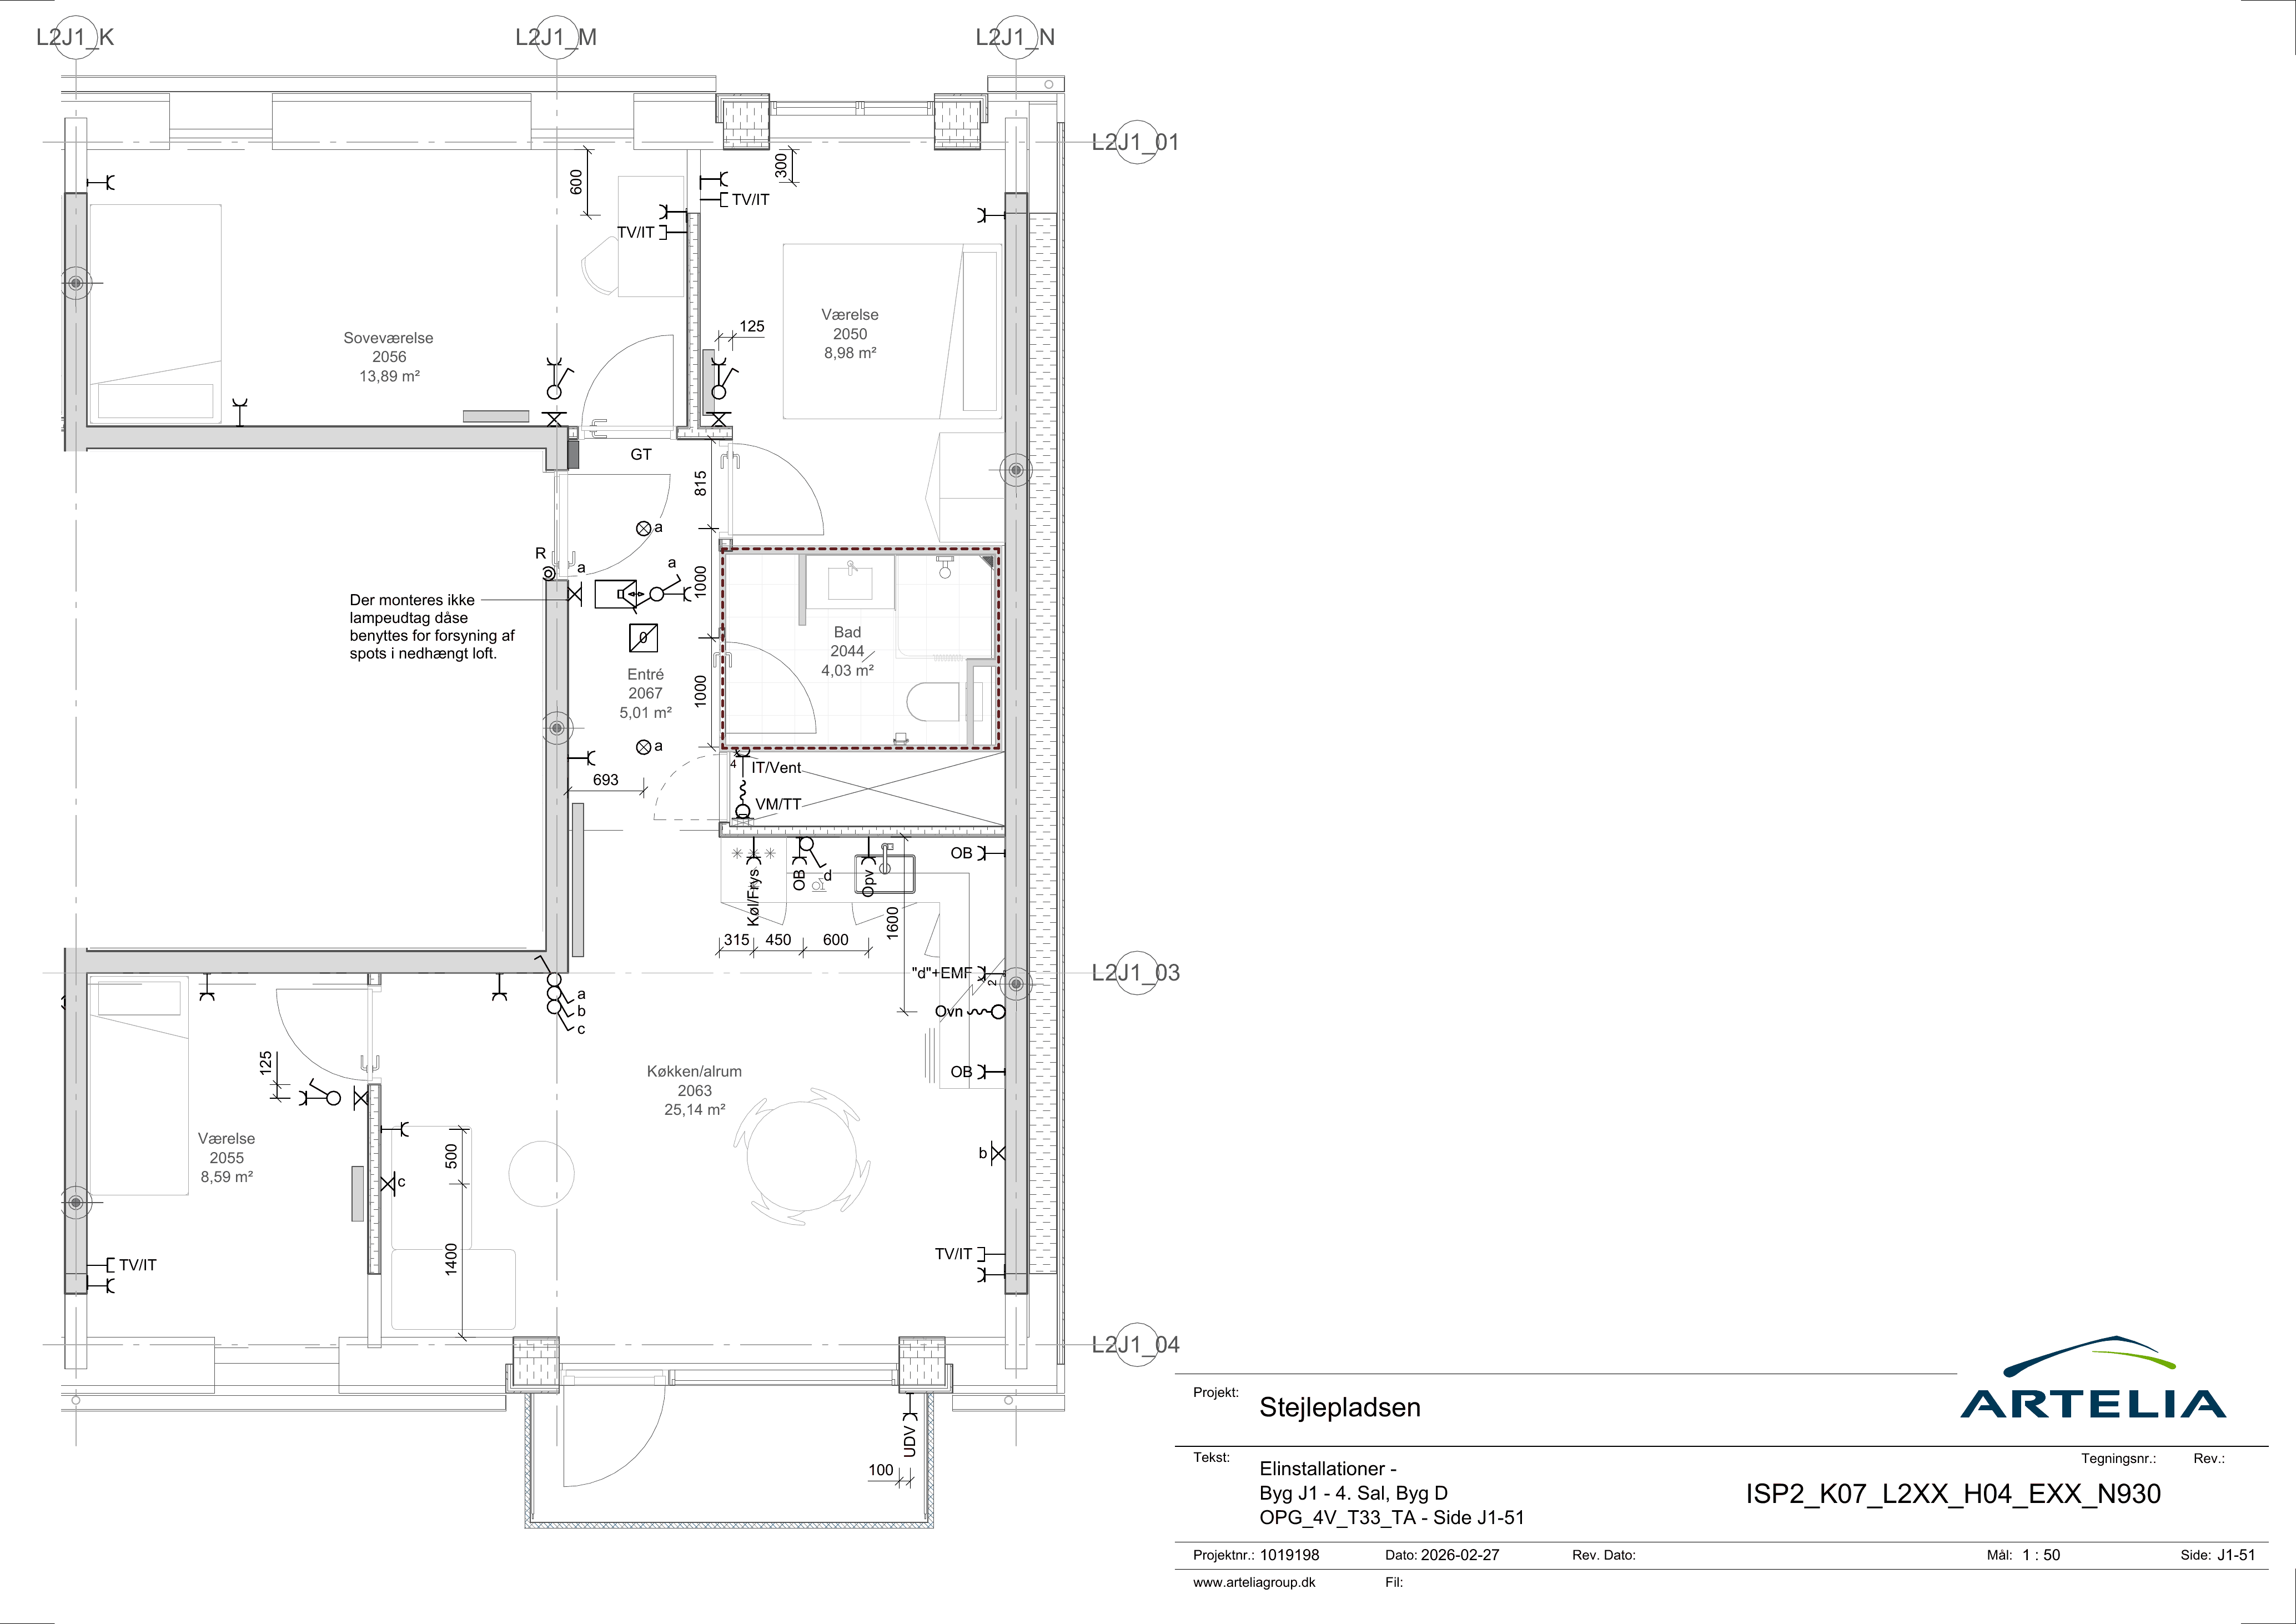 L2J1_K
L2J1_M
L2J1_N
L2J1_01
600
300
TV/IT
TV/IT
Soveværelse
2056
13,89 m²
125
Værelse
2050
8,98 m²
GT
815
a
R
a
a
1000
Der monteres ikke
lampeudtag dåse
benyttes for forsyning af
spots i nedhængt loft.
0
Bad
2044
4,03 m²
Entré
2067
5,01 m²
1000
a
693
4
IT/Vent
VM/TT
OB
Køl/Frys
OB
d
Opv
1600
315
450
600
"d"+EMF
2
L2J1_03
a
b
c
Ovn
125
OB
Køkken/alrum
2063
25,14 m²
Værelse
2055
8,59 m²
500
b
c
1400
TV/IT
TV/IT
L2J1_04
UDV
100
Projekt:
Stejlepladsen
ARTELIA
Tekst:
Elinstallationer -
Byg J1 - 4. Sal, Byg D
OPG_4V_T33_TA - Side J1-51
Tegningsnr.:
Rev.:
ISP2_K07_L2XX_H04_EXX_N930
Projektnr.: 1019198
Dato: 2026-02-27
Rev. Dato:
Mål: 1 : 50
Side: J1-51
www.arteliagroup.dk
Fil: